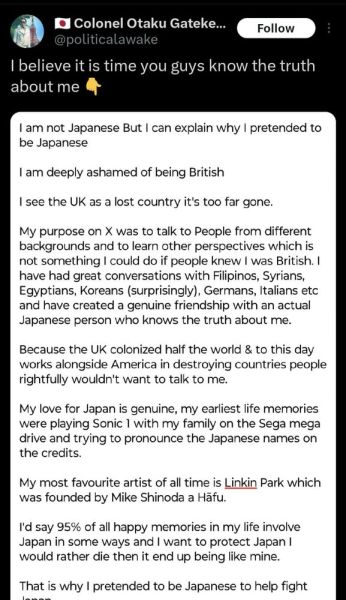 Colonel Otaku Gateke...
@politicalawake
Follow
I believe it is time you guys know the truth
about me
I am not Japanese But I can explain why I pretended to
be Japanese
I am deeply ashamed of being British
I see the UK as a lost country it's too far gone.
My purpose on X was to talk to People from different
backgrounds and to learn other perspectives which is
not something I could do if people knew I was British. I
have had great conversations with Filipinos, Syrians,
Egyptians, Koreans (surprisingly), Germans, Italians etc
and have created a genuine friendship with an actual
Japanese person who knows the truth about me.
Because the UK colonized half the world & to this day
works alongside America in destroying countries people
rightfully wouldn't want to talk to me.
My love for Japan is genuine, my earliest life memories
were playing Sonic 1 with my family on the Sega mega
drive and trying to pronounce the Japanese names on
the credits.
My most favourite artist of all time is Linkin Park which
was founded by Mike Shinoda a Hāfu.
I'd say 95% of all happy memories in my life involve
Japan in some ways and I want to protect Japan I
would rather die then it end up being like mine.
That is why I pretended to be Japanese to help fight